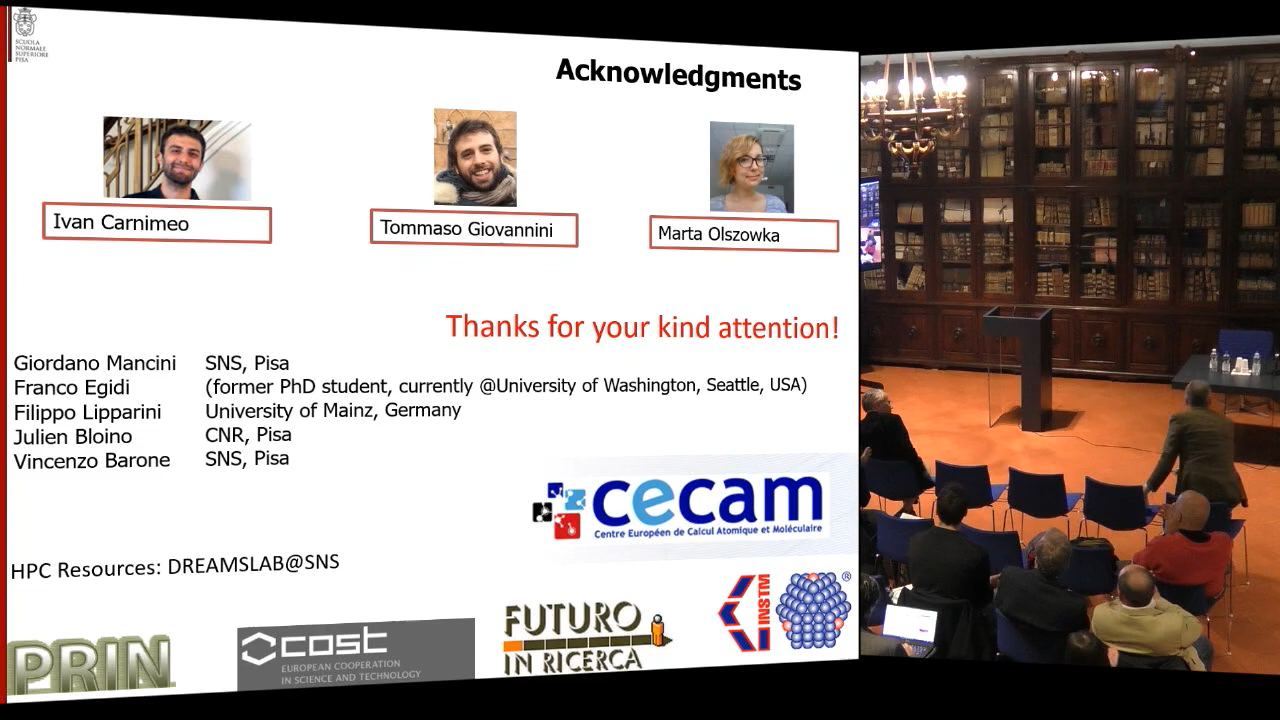 SCUOLA
NORMALE
SUPERIORE
PISA
Acknowledgments
Ivan Carnimeo
Tommaso Giovannini
Marta Olszowka
Thanks for your kind attention!
Giordano Mancini SNS, Pisa
Franco Egidi (former PhD student, currently @University of Washington, Seattle, USA)
Filippo Lipparini University of Mainz, Germany
Julien Bloino CNR, Pisa
Vincenzo Barone SNS, Pisa
cecam
Centre Européen de Calcul Atomique et Moléculaire
HPC Resources: DREAMSLAB@SNS
PRIN
cost
EUROPEAN COOPERATION
IN SCIENCE AND TECHNOLOGY
FUTURO
IN RICERCA
INSTM
®